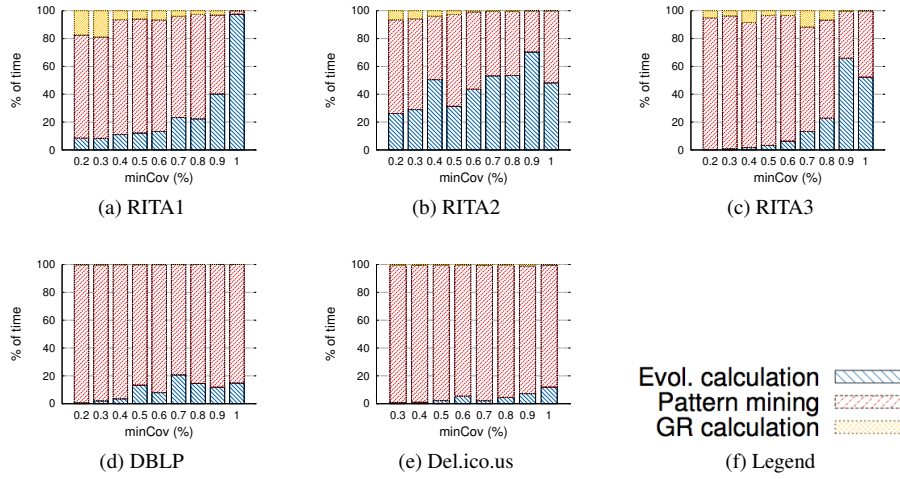 100
80
60
40
20
0
% of time
0.2 0.3 0.4 0.5 0.6 0.7 0.8 0.9 1
minCov (%)
(a) RITA1
100
80
60
40
20
0
% of time
0.2 0.3 0.4 0.5 0.6 0.7 0.8 0.9 1
minCov (%)
(b) RITA2
100
80
60
40
20
0
% of time
0.2 0.3 0.4 0.5 0.6 0.7 0.8 0.9 1
minCov (%)
(c) RITA3
100
80
60
40
20
0
% of time
0.2 0.3 0.4 0.5 0.6 0.7 0.8 0.9 1
minCov (%)
(d) DBLP
100
80
60
40
20
0
% of time
0.3 0.4 0.5 0.6 0.7 0.8 0.9 1
minCov (%)
(e) Del.ico.us
Evol. calculation
Pattern mining
GR calculation
(f) Legend